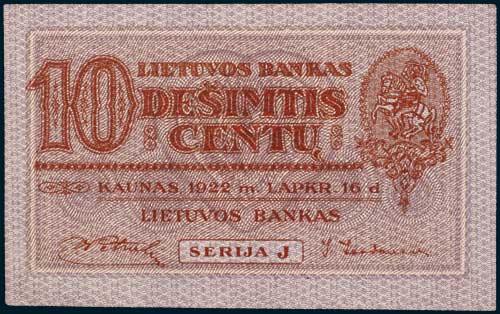 10
LIETUVOS BANKAS
DEŠIMTIS
CENTŲ
KAUNAS, 1922 m. LAPKR. 16 d
LIETUVOS BANKAS
SERIJA J